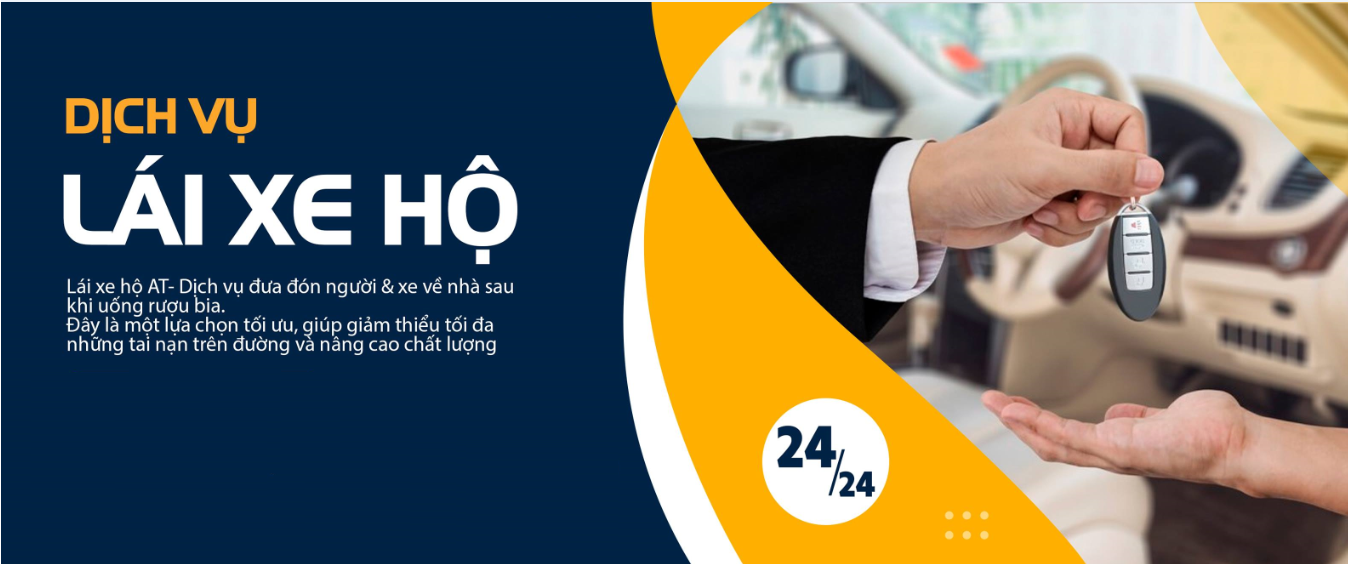 DỊCH VỤ
LÁI XE HỘ
Lái xe hộ AT- Dịch vụ đưa đón người & xe về nhà sau
khi uống rượu bia.
Đây là một lựa chọn tối ưu, giúp giảm thiểu tối đa
những tai nạn trên đường và nâng cao chất lượng
24/24